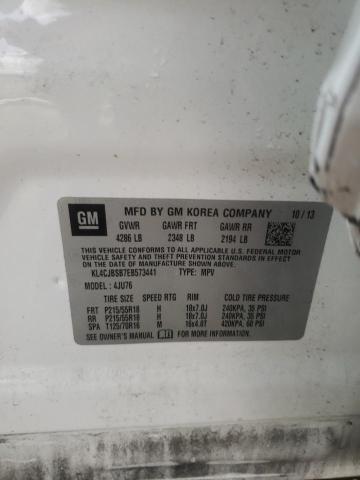 GM
MFD BY GM KOREA COMPANY 10/13
GVWR GAWR FRT GAWR RR
4286 LB 2348 LB 2194 LB
THIS VEHICLE CONFORMS TO ALL APPLICABLE U.S. FEDERAL MOTOR
VEHICLE SAFETY AND THEFT PREVENTION STANDARDS IN EFFECT ON THE DATE OF
MANUFACTURE SHOWN ABOVE.
KL4CJBSB7EB573441 TYPE: MPV
MODEL: 4JU76
TIRE SIZE SPEED RIM COLD TIRE PRESSURE
FRT P215/55R18 H 18x7.0J 240KPA, 35 PSI
RR P215/55R18 H 18x7.0J 240KPA, 35 PSI
SPA T125/70R16 M 16x4.0T 420KPA, 60 PSI
SEE OWNER'S MANUAL FOR MORE INFORMATION.